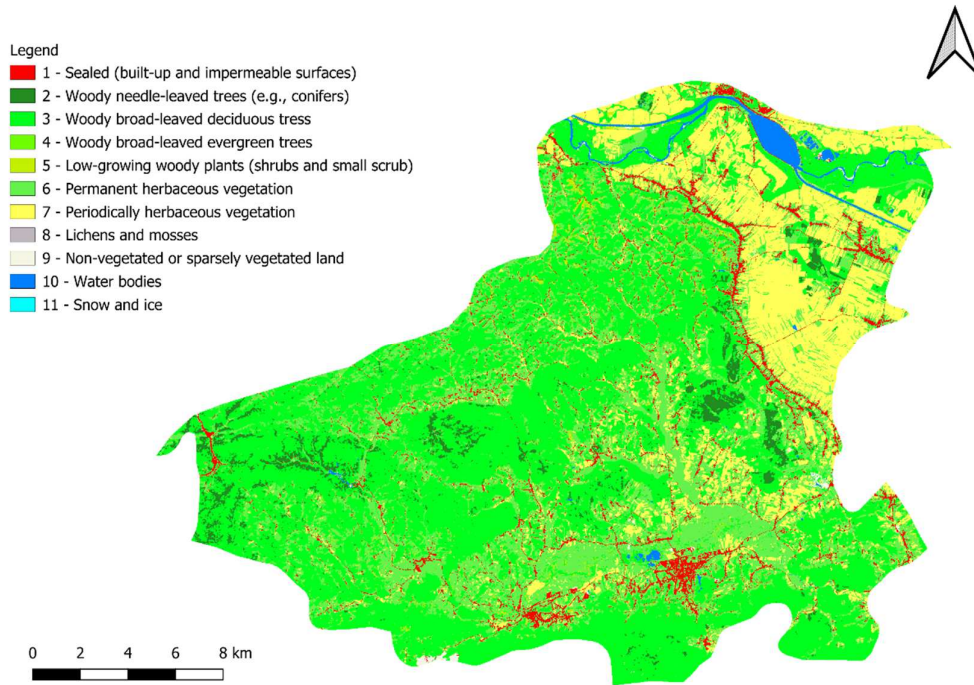 Legend
1 - Sealed (built-up and impermeable surfaces)
2 - Woody needle-leaved trees (e.g., conifers)
3 - Woody broad-leaved deciduous tress
4 - Woody broad-leaved evergreen trees
5 - Low-growing woody plants (shrubs and small scrub)
6 - Permanent herbaceous vegetation
7 - Periodically herbaceous vegetation
8 - Lichens and mosses
9 - Non-vegetated or sparsely vegetated land
10 - Water bodies
11 - Snow and ice
0 2 4 6 8 km